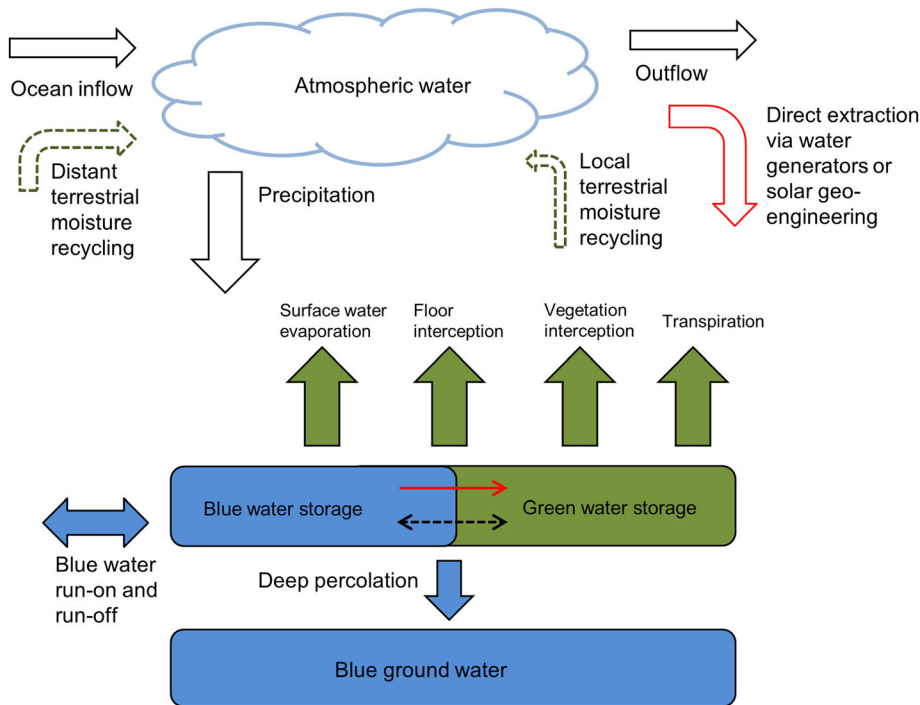 Ocean inflow
Atmospheric water
Outflow
Distant
terrestrial
moisture
recycling
Precipitation
Local
terrestrial
moisture
recycling
Direct extraction
via water
generators or
solar geo-
engineering
Surface water
evaporation
Floor
interception
Vegetation
interception
Transpiration
Blue water storage
Green water storage
Blue water
run-on and
run-off
Deep percolation
Blue ground water